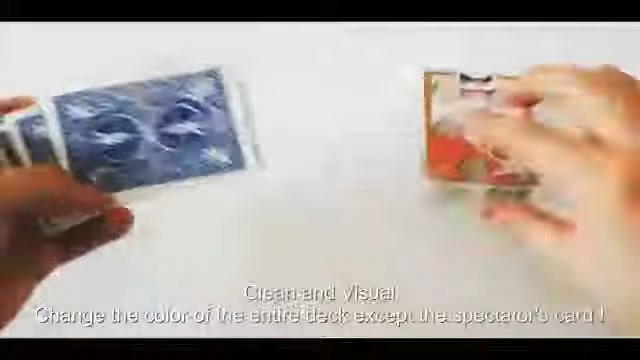 Clean and Visual
Change the color of the entire deck except the spectator's card !